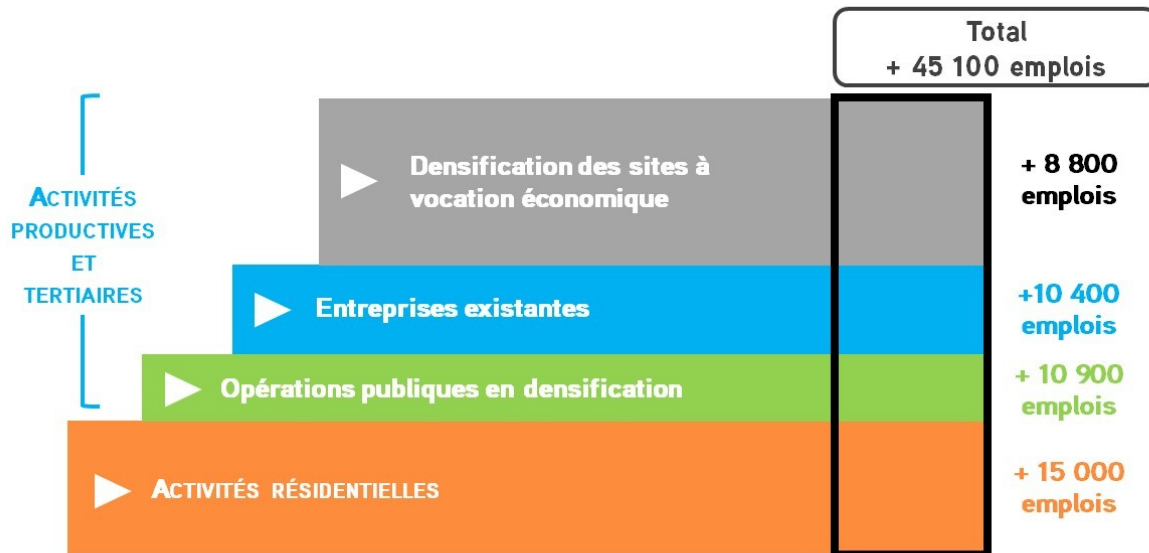 Total
+ 45 100 emplois
ACTIVITÉS
PRODUCTIVES
ET
TERTIAIRES
Densification des sites à
vocation économique
+ 8 800
emplois
Entreprises existantes
+10 400
emplois
Opérations publiques en densification
+ 10 900
emplois
ACTIVITÉS RÉSIDENTIELLES
+ 15 000
emplois